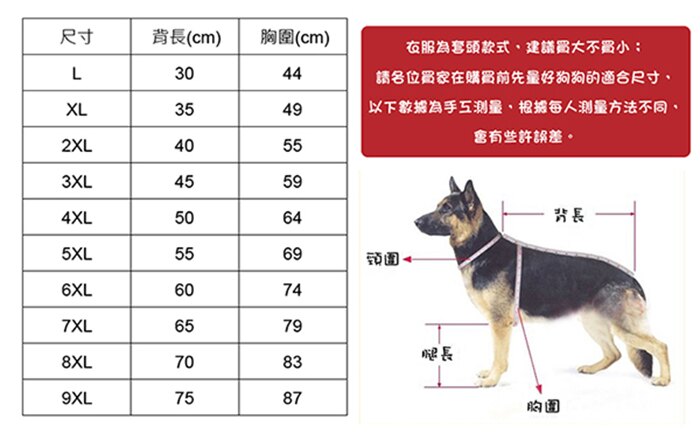 尺寸 背長(cm) 胸圍(cm)
L 30 44
XL 35 49
2XL 40 55
3XL 45 59
4XL 50 64
5XL 55 69
6XL 60 74
7XL 65 79
8XL 70 83
9XL 75 87
衣服為套頭款式，建議買大不買小；
請各位買家在購買前先量好狗狗的適合尺寸，
以下數據為手工測量，根據每人測量方法不同，
會有些許誤差。
背長
頸圍
腿長
胸圍